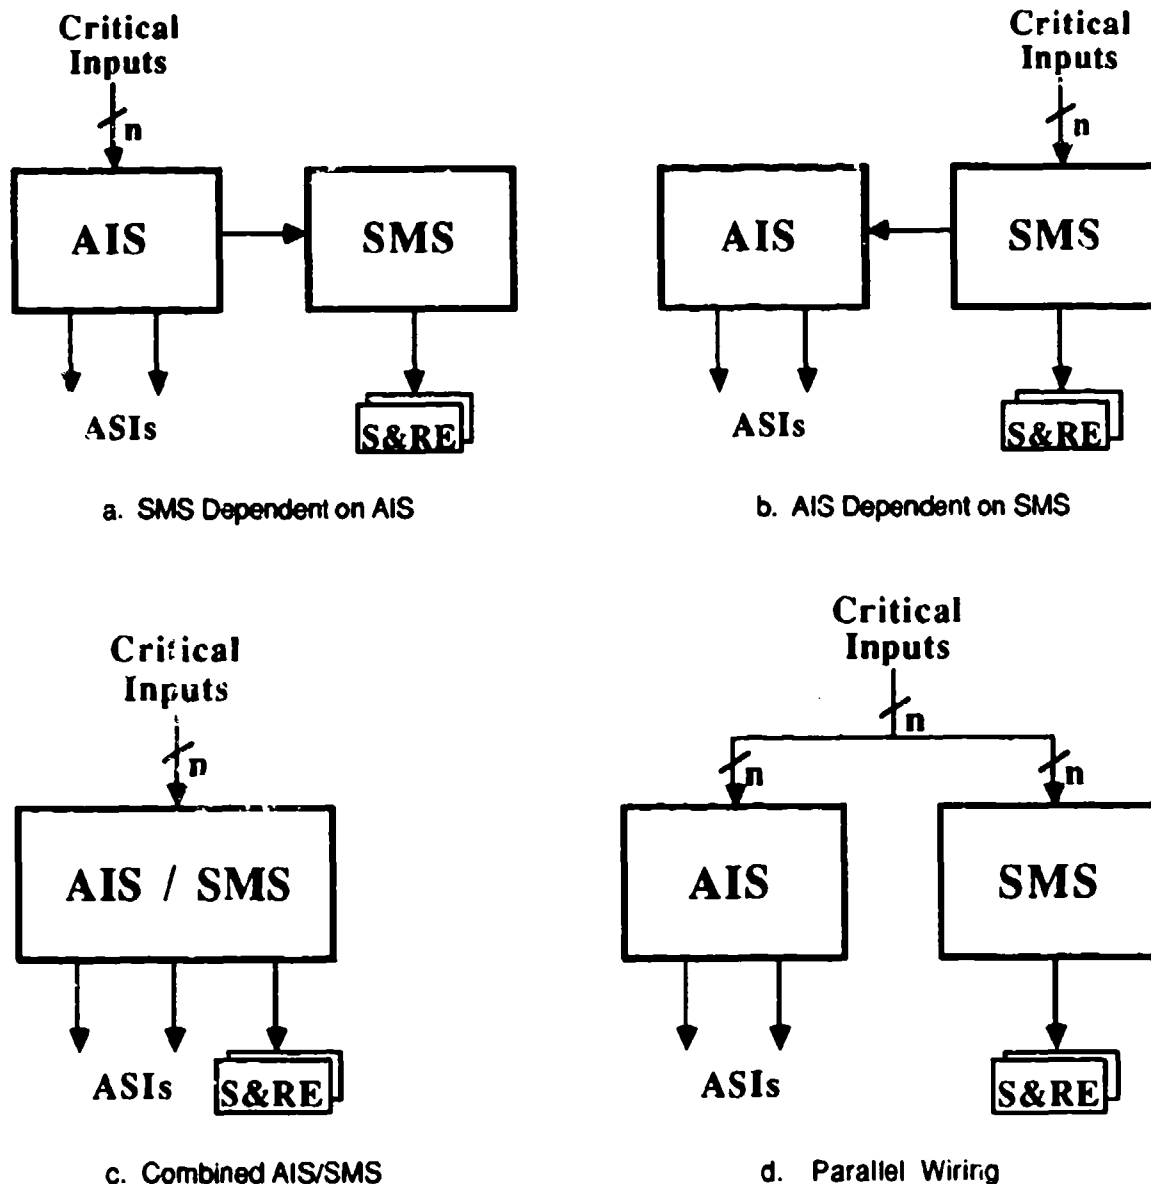 Critical
Inputs
n
AIS
SMS
ASIs
S&RE
a. SMS Dependent on AIS
Critical
Inputs
n
AIS
SMS
ASIs
S&RE
b. AIS Dependent on SMS
Critical
Inputs
n
AIS / SMS
ASIs
S&RE
c. Combined AIS/SMS
Critical
Inputs
n
n
n
AIS
SMS
ASIs
S&RE
d. Parallel Wiring